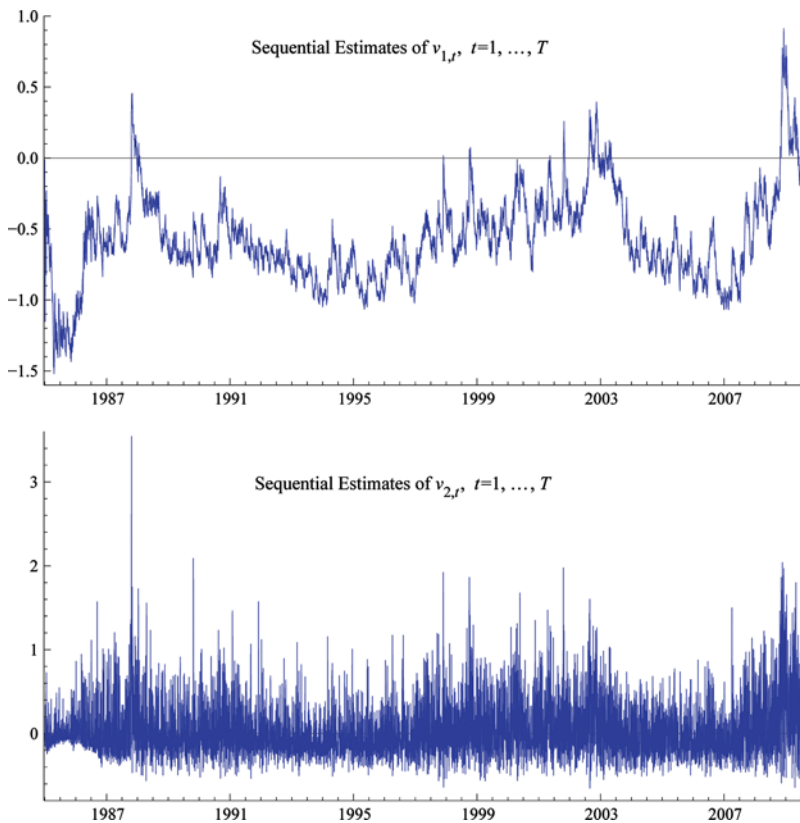 1.0
Sequential Estimates of v1,t, t=1, …, T
0.5
0.0
−0.5
−1.0
−1.5
1987 1991 1995 1999 2003 2007
3
Sequential Estimates of v2,t, t=1, …, T
2
1
0
1987 1991 1995 1999 2003 2007